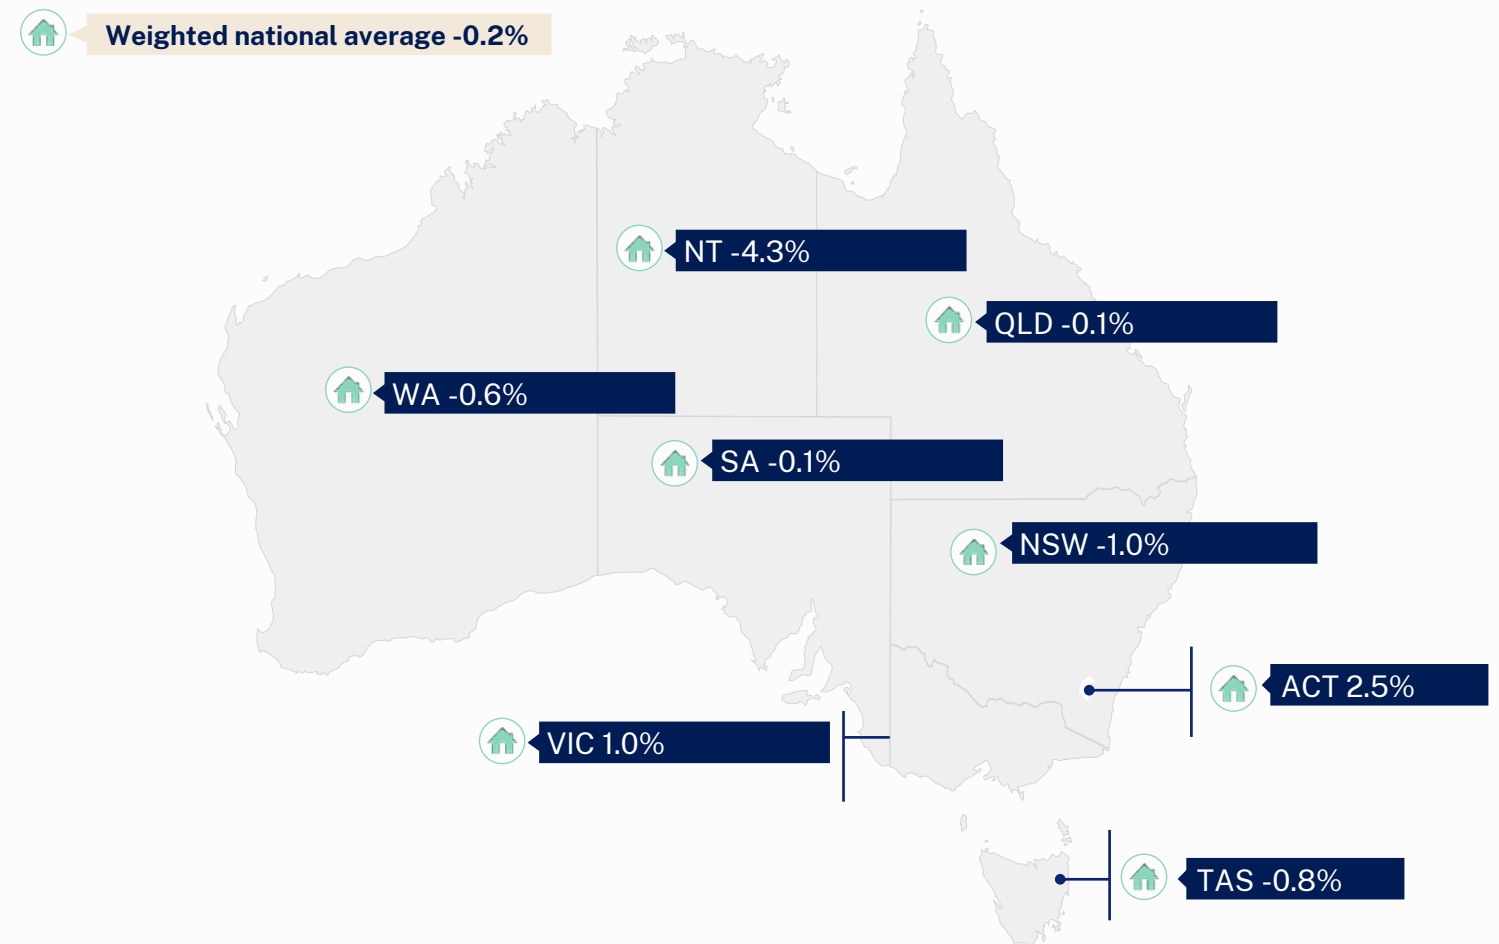 Weighted national average -0.2%
NT -4.3%
QLD -0.1%
WA -0.6%
SA -0.1%
NSW -1.0%
ACT 2.5%
VIC 1.0%
TAS -0.8%